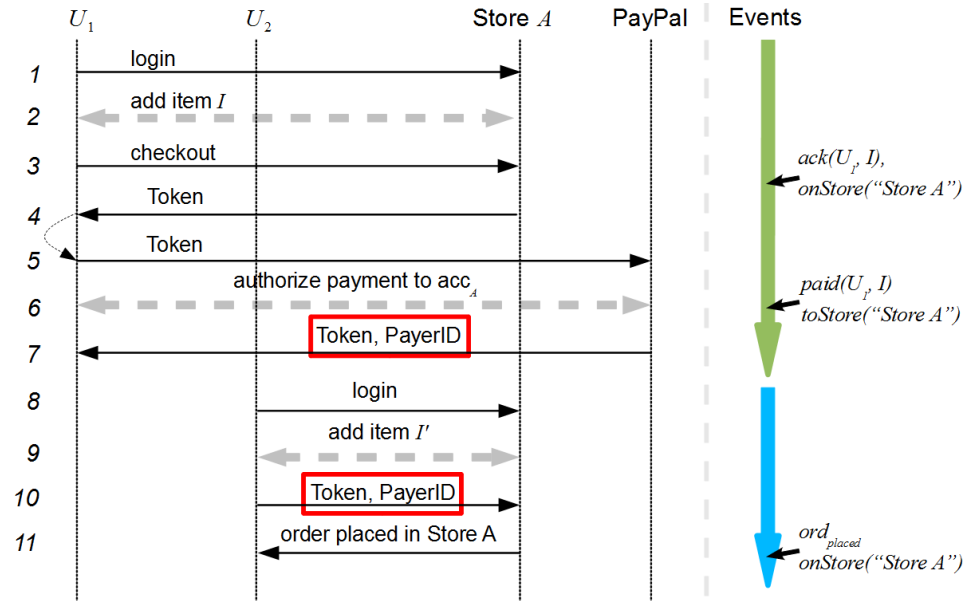 U1 U2 Store A PayPal Events
1 login
2 add item I
3 checkout
ack(U1, I),
onStore("Store A")
4 Token
5 Token
authorize payment to accA
6
paid(U1, I)
toStore("Store A")
7 Token, PayerID
8 login
9 add item I'
10 Token, PayerID
11 order placed in Store A
ordplaced
onStore("Store A")